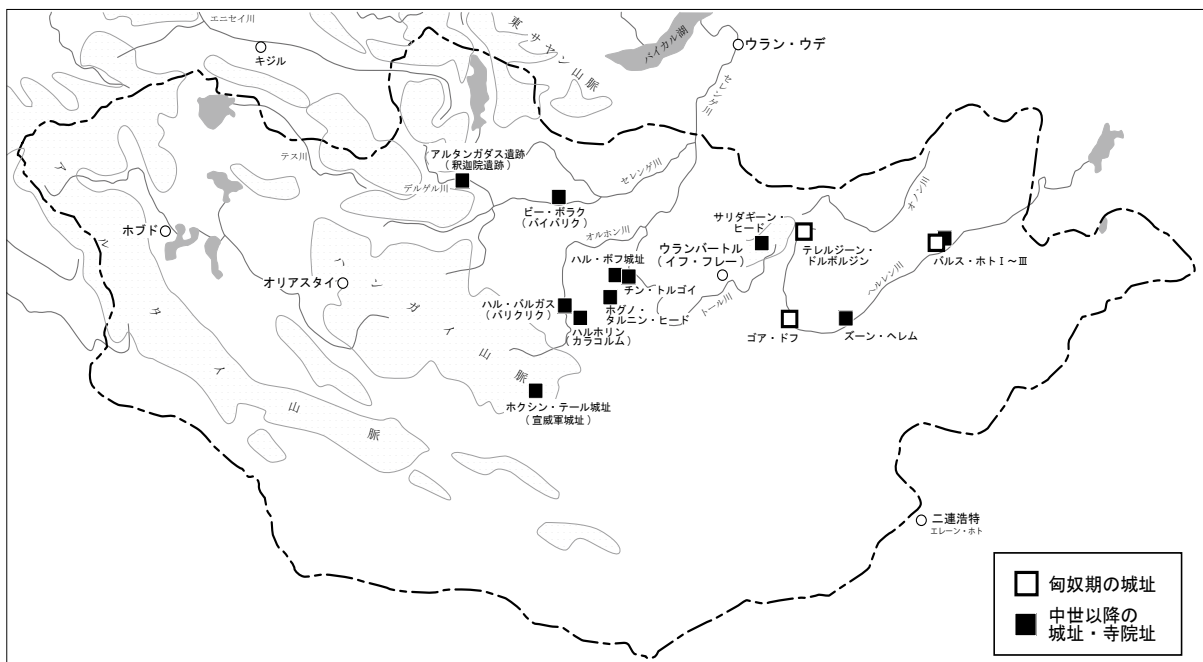 エニセイ川
キジル
東サヤン山脈
バイカル湖
ウラン・ウデ
セレンゲ川
アルタンガダス遺跡
(釈迦院遺跡)
テス川
デルゲル川
セレンゲ川
ビー・ボラク
(バイバリク)
オノン川
サリダギーン・
ヒード
オルホン川
ウランバートル
(イフ・フレー)
テレルジーン・
ドルボルジン
バルス・ホトⅠ～Ⅲ
ホブド
ハル・ボフ城址
チン・トルゴイ
ヘルレン川
オリアスタイ
ハンガイ山脈
ハル・バルガス
(バリクリク)
ホグノ・
タルニン・ヒード
トール川
ハルホリン
(カラコルム)
ゴア・ドフ
ズーン・ヘレム
アルタイ山脈
ホクシン・テール城址
(宣威軍城址)
二連浩特
エレーン・ホト
匈奴期の城址
中世以降の
城址・寺院址